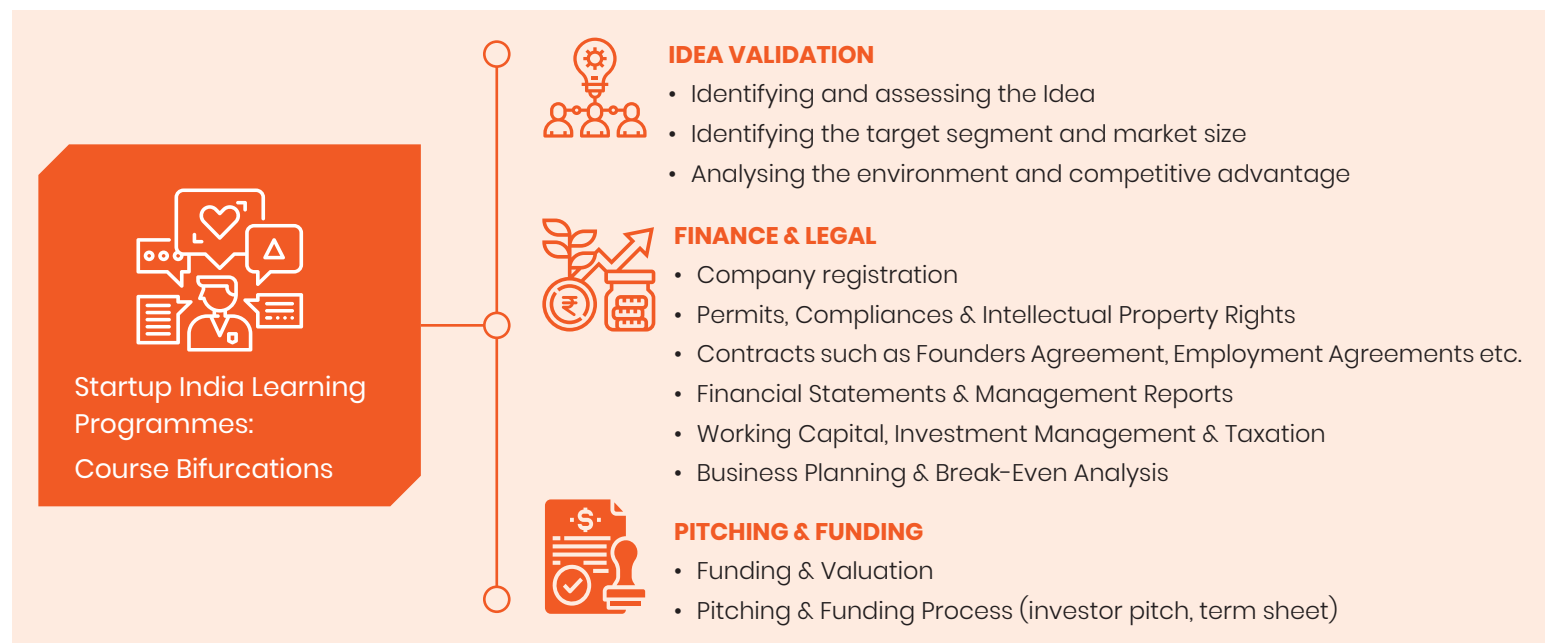 Startup India Learning
Programmes:
Course Bifurcations
IDEA VALIDATION
• Identifying and assessing the Idea
• Identifying the target segment and market size
• Analysing the environment and competitive advantage
FINANCE & LEGAL
• Company registration
• Permits, Compliances & Intellectual Property Rights
• Contracts such as Founders Agreement, Employment Agreements etc.
• Financial Statements & Management Reports
• Working Capital, Investment Management & Taxation
• Business Planning & Break-Even Analysis
PITCHING & FUNDING
• Funding & Valuation
• Pitching & Funding Process (investor pitch, term sheet)